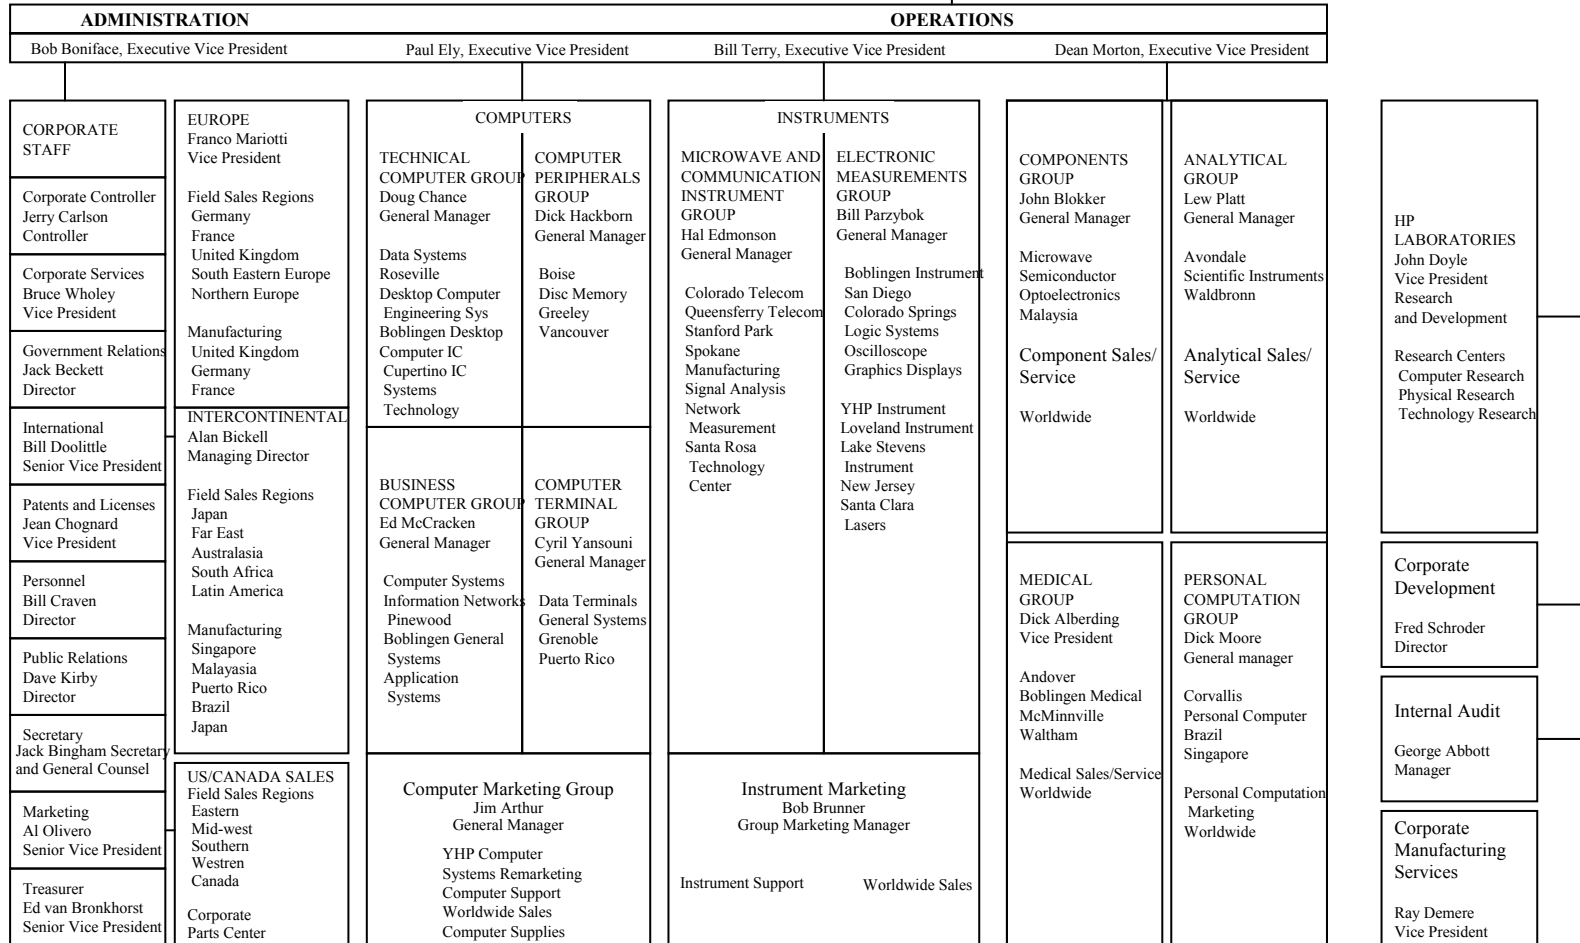 ADMINISTRATION
OPERATIONS
Bob Boniface, Executive Vice President
Paul Ely, Executive Vice President
Bill Terry, Executive Vice President
Dean Morton, Executive Vice President
CORPORATE
STAFF
Corporate Controller
Jerry Carlson
Controller
Corporate Services
Bruce Wholey
Vice President
Government Relations
Jack Beckett
Director
International
Bill Doolittle
Senior Vice President
Patents and Licenses
Jean Chognard
Vice President
Personnel
Bill Craven
Director
Public Relations
Dave Kirby
Director
Secretary
Jack Bingham Secretary
and General Counsel
Marketing
Al Olivero
Senior Vice President
Treasurer
Ed van Bronkhorst
Senior Vice President
EUROPE
Franco Mariotti
Vice President
Field Sales Regions
Germany
France
United Kingdom
South Eastern Europe
Northern Europe
Manufacturing
United Kingdom
Germany
France
INTERCONTINENTAL
Alan Bickell
Managing Director
Field Sales Regions
Japan
Far East
Australasia
South Africa
Latin America
Manufacturing
Singapore
Malayasia
Puerto Rico
Brazil
Japan
US/CANADA SALES
Field Sales Regions
Eastern
Mid-west
Southern
Westren
Canada
Corporate
Parts Center
COMPUTERS
TECHNICAL
COMPUTER GROUP
Doug Chance
General Manager
Data Systems
Roseville
Desktop Computer
Engineering Sys
Boblingen Desktop
Computer IC
Cupertino IC
Systems
Technology
COMPUTER
PERIPHERALS
GROUP
Dick Hackborn
General Manager
Boise
Disc Memory
Greeley
Vancouver
BUSINESS
COMPUTER GROUP
Ed McCracken
General Manager
Computer Systems
Information Networks
Pinewood
Boblingen General
Systems
Application
Systems
COMPUTER
TERMINAL
GROUP
Cyril Yansouni
General Manager
Data Terminals
General Systems
Grenoble
Puerto Rico
Computer Marketing Group
Jim Arthur
General Manager
YHP Computer
Systems Remarketing
Computer Support
Worldwide Sales
Computer Supplies
INSTRUMENTS
MICROWAVE AND
COMMUNICATION
INSTRUMENT
GROUP
Hal Edmonson
General Manager
Colorado Telecom
Queensferry Telecom
Stanford Park
Spokane
Manufacturing
Signal Analysis
Network
Measurement
Santa Rosa
Technology
Center
ELECTRONIC
MEASUREMENTS
GROUP
Bill Parzybok
General Manager
Boblingen Instrument
San Diego
Colorado Springs
Logic Systems
Oscilloscope
Graphics Displays
YHP Instrument
Loveland Instrument
Lake Stevens
Instrument
New Jersey
Santa Clara
Lasers
Instrument Marketing
Bob Brunner
Group Marketing Manager
Instrument Support
Worldwide Sales
COMPONENTS
GROUP
John Blokker
General Manager
Microwave
Semiconductor
Optoelectronics
Malaysia
Component Sales/
Service
Worldwide
ANALYTICAL
GROUP
Lew Platt
General Manager
Avondale
Scientific Instruments
Waldbronn
Analytical Sales/
Service
Worldwide
MEDICAL
GROUP
Dick Alberding
Vice President
Andover
Boblingen Medical
McMinnville
Waltham
Medical Sales/Service
Worldwide
PERSONAL
COMPUTATION
GROUP
Dick Moore
General manager
Corvallis
Personal Computer
Brazil
Singapore
Personal Computation
Marketing
Worldwide
HP
LABORATORIES
John Doyle
Vice President
Research
and Development
Research Centers
Computer Research
Physical Research
Technology Research
Corporate
Development
Fred Schroder
Director
Internal Audit
George Abbott
Manager
Corporate
Manufacturing
Services
Ray Demere
Vice President